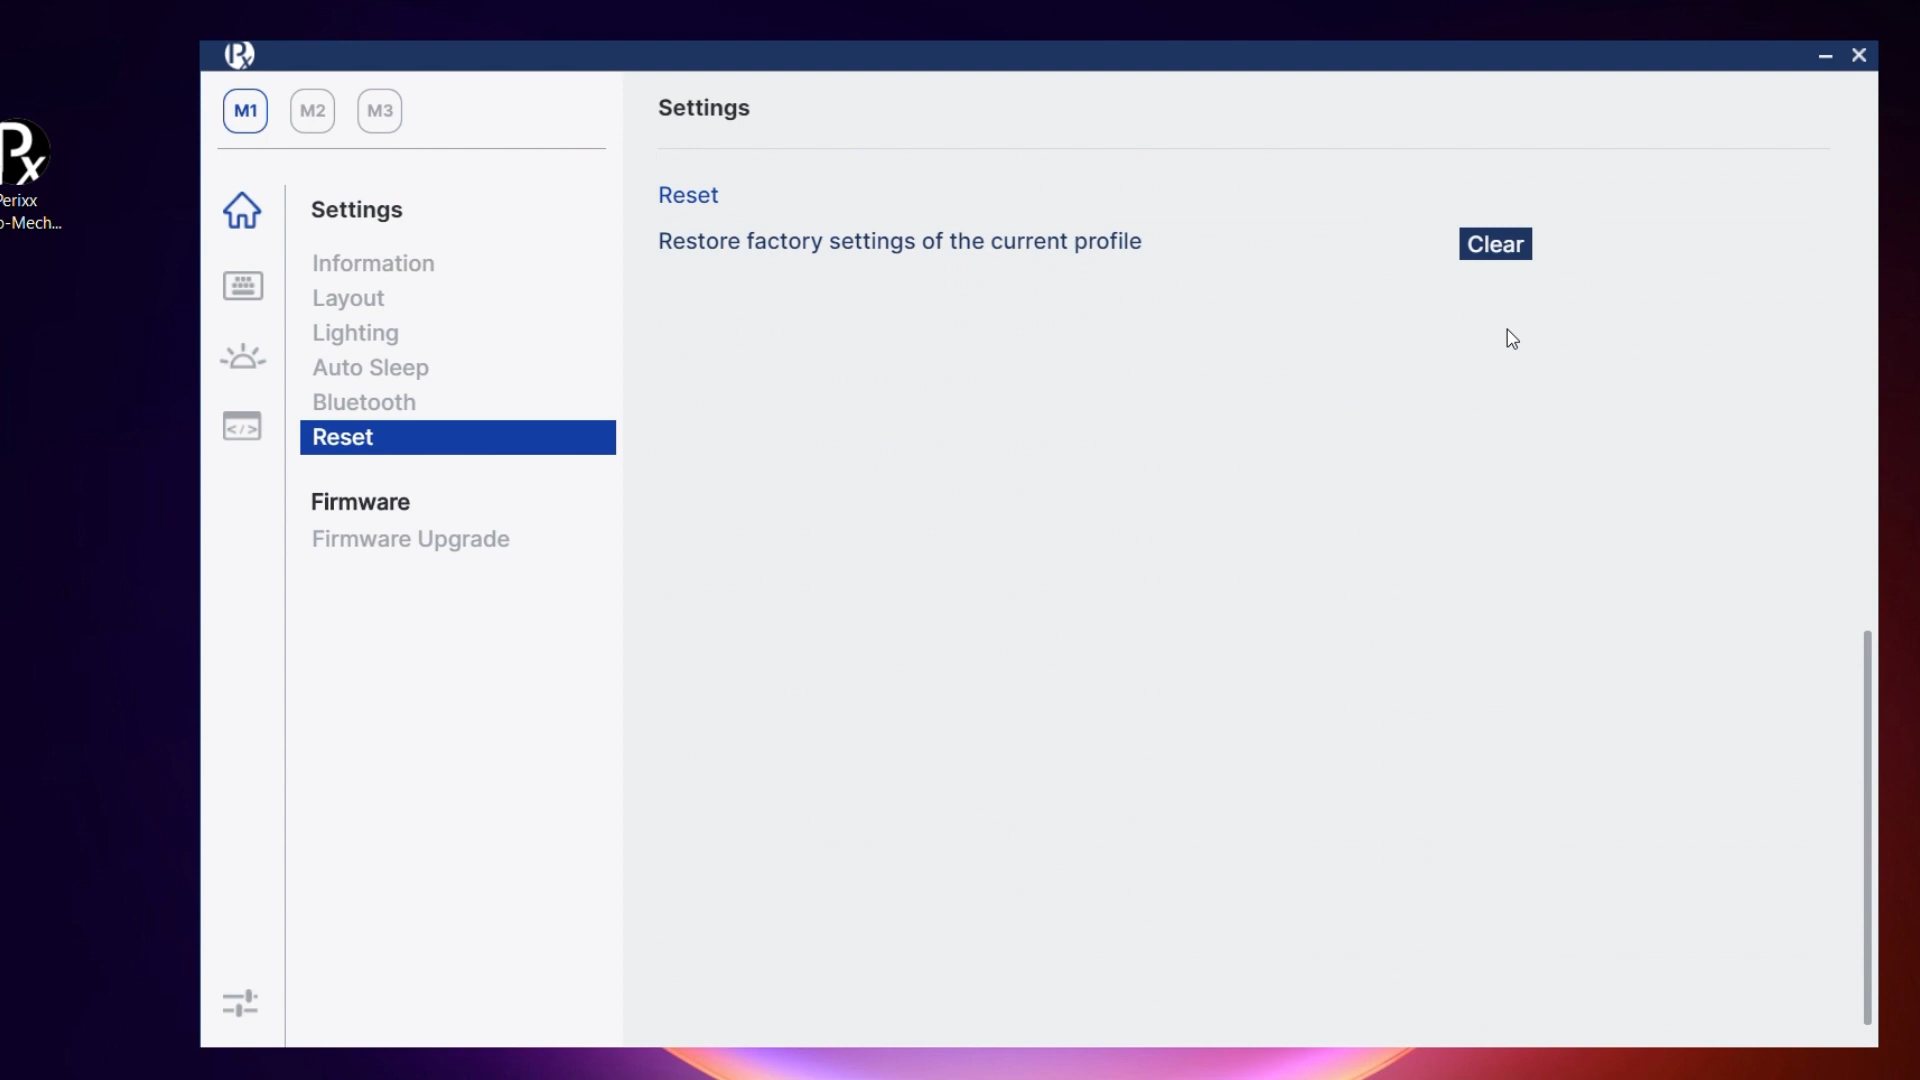 M1 M2 M3
Settings
Information
Layout
Lighting
Auto Sleep
Bluetooth
Reset
Firmware
Firmware Upgrade
Settings
Reset
Restore factory settings of the current profile
Clear
Px
Perixx
o-Mech...